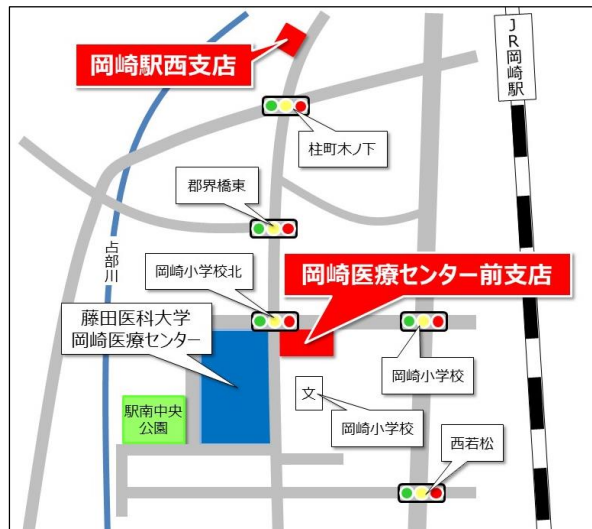 岡崎駅西支店
JR岡崎駅
柱町木ノ下
郡界橋東
占部川
岡崎小学校北
岡崎医療センター前支店
藤田医科大学
岡崎医療センター
岡崎小学校
文
駅南中央
公園
岡崎小学校
西若松